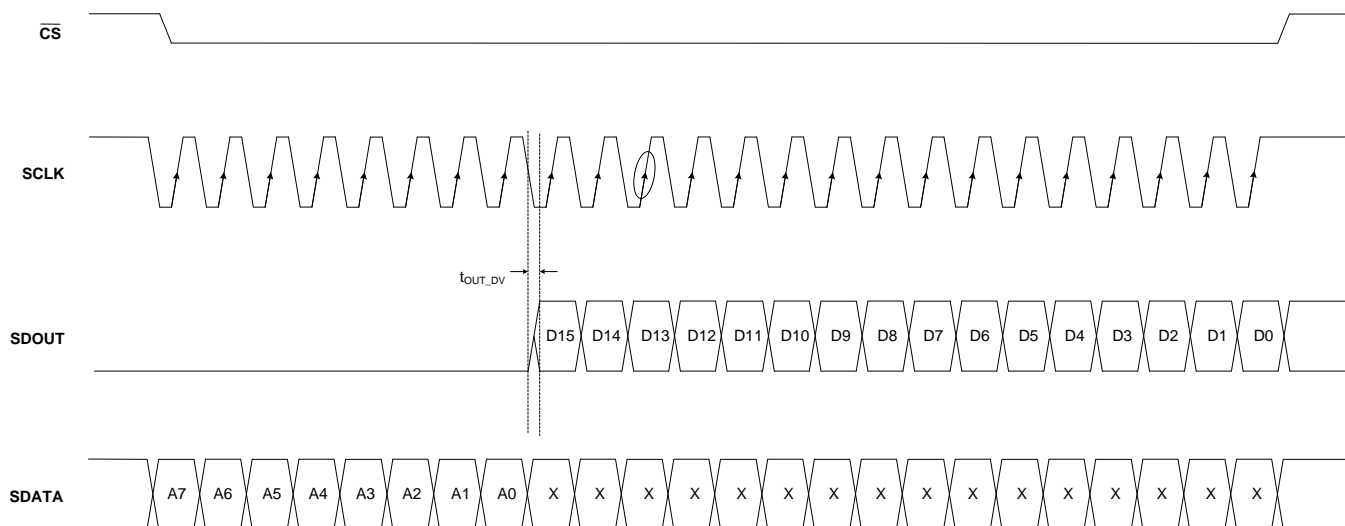 CS
SCLK
tOUT_DV
SDOUT
D15 D14 D13 D12 D11 D10 D9 D8 D7 D6 D5 D4 D3 D2 D1 D0
SDATA
A7 A6 A5 A4 A3 A2 A1 A0 X X X X X X X X X X X X X X X X